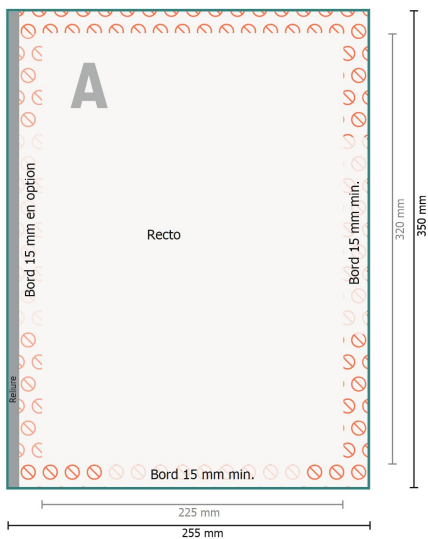 A
Bord 15 mm en option
Recto
Bord 15 mm min.
320 mm
350 mm
Reliure
Bord 15 mm min.
225 mm
255 mm